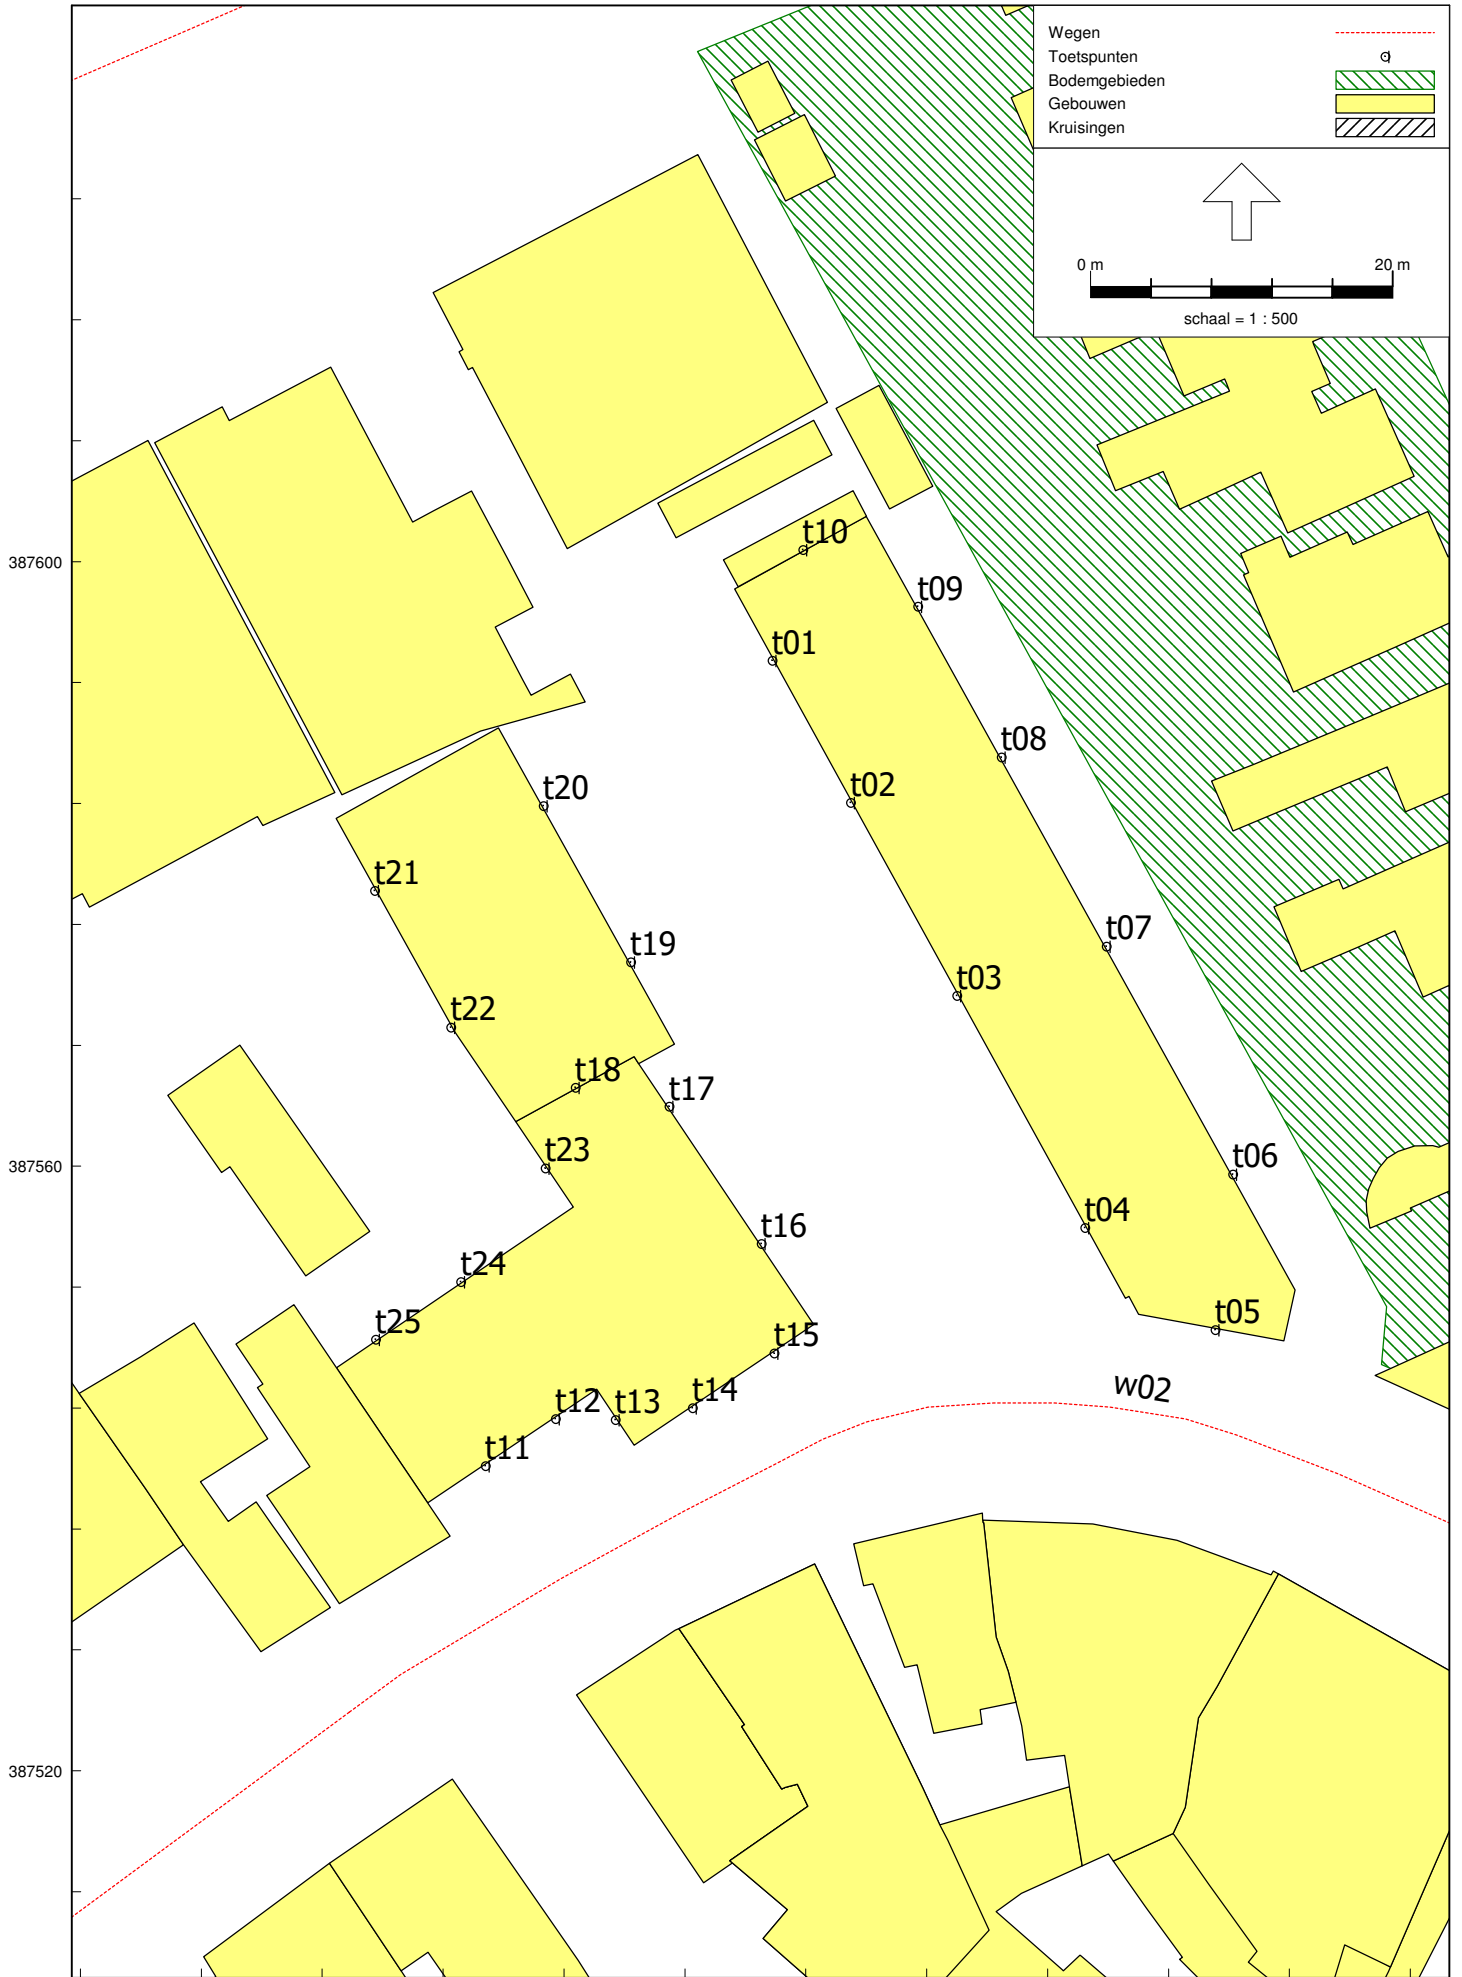 Wegen
Toetspunten
Bodemgebieden
Gebouwen
Kruisingen
0 m 20 m
schaal = 1 : 500
t10
387600
t09
t01
t08
t02
t20
t21
t07
t19
t03
t22
t18
t17
t23
387560
t06
t04
t16
t24
t05
t25
t15
w02
t14
t12
t13
t11
387520